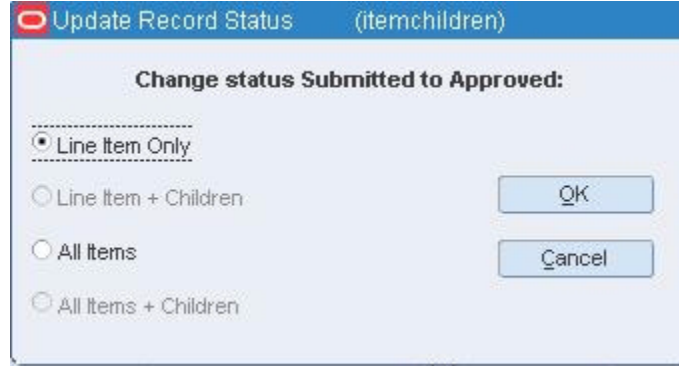 Update Record Status (itemchildren)
Change status Submitted to Approved:
Line Item Only
Line Item + Children
OK
All Items
Cancel
All Items + Children